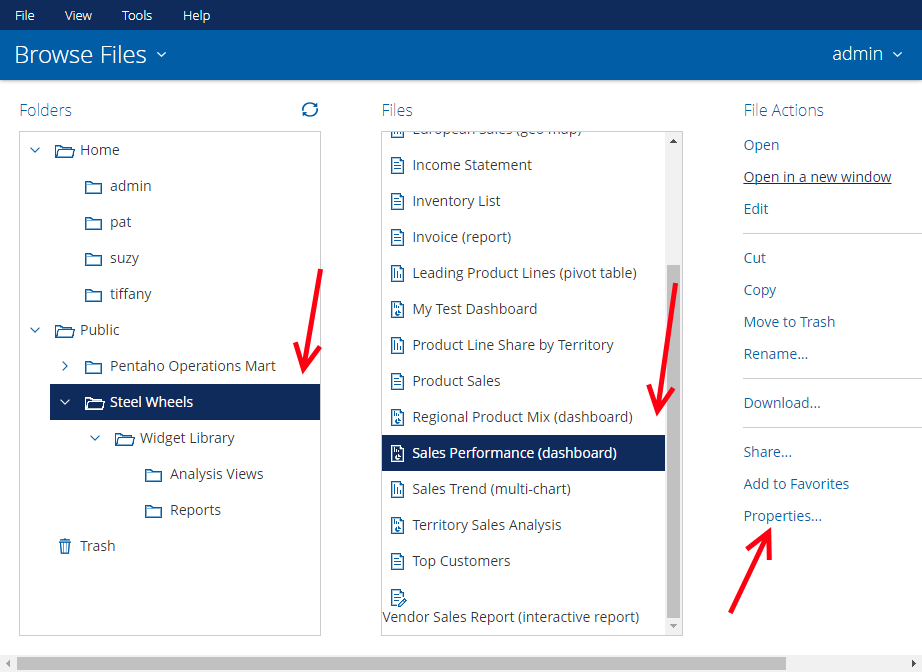 File View Tools Help
Browse Files
admin
Folders
Home
admin
pat
suzy
tiffany
Public
Pentaho Operations Mart
Steel Wheels
Widget Library
Analysis Views
Reports
Trash
Files
European Sales (geo map)
Income Statement
Inventory List
Invoice (report)
Leading Product Lines (pivot table)
My Test Dashboard
Product Line Share by Territory
Product Sales
Regional Product Mix (dashboard)
Sales Performance (dashboard)
Sales Trend (multi-chart)
Territory Sales Analysis
Top Customers
Vendor Sales Report (interactive report)
File Actions
Open
Open in a new window
Edit
Cut
Copy
Move to Trash
Rename...
Download...
Share...
Add to Favorites
Properties...